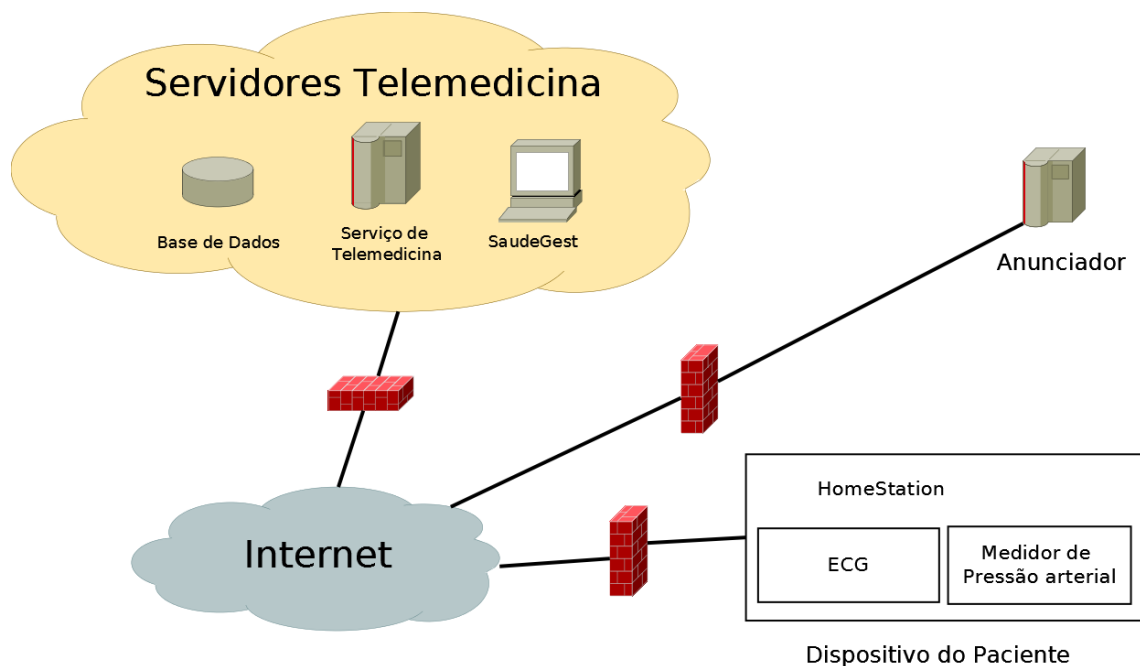 Servidores Telemedicina
Base de Dados
Serviço de
Telemedicina
SaudeGest
Anunciador
Internet
HomeStation
ECG
Medidor de
Pressão arterial
Dispositivo do Paciente